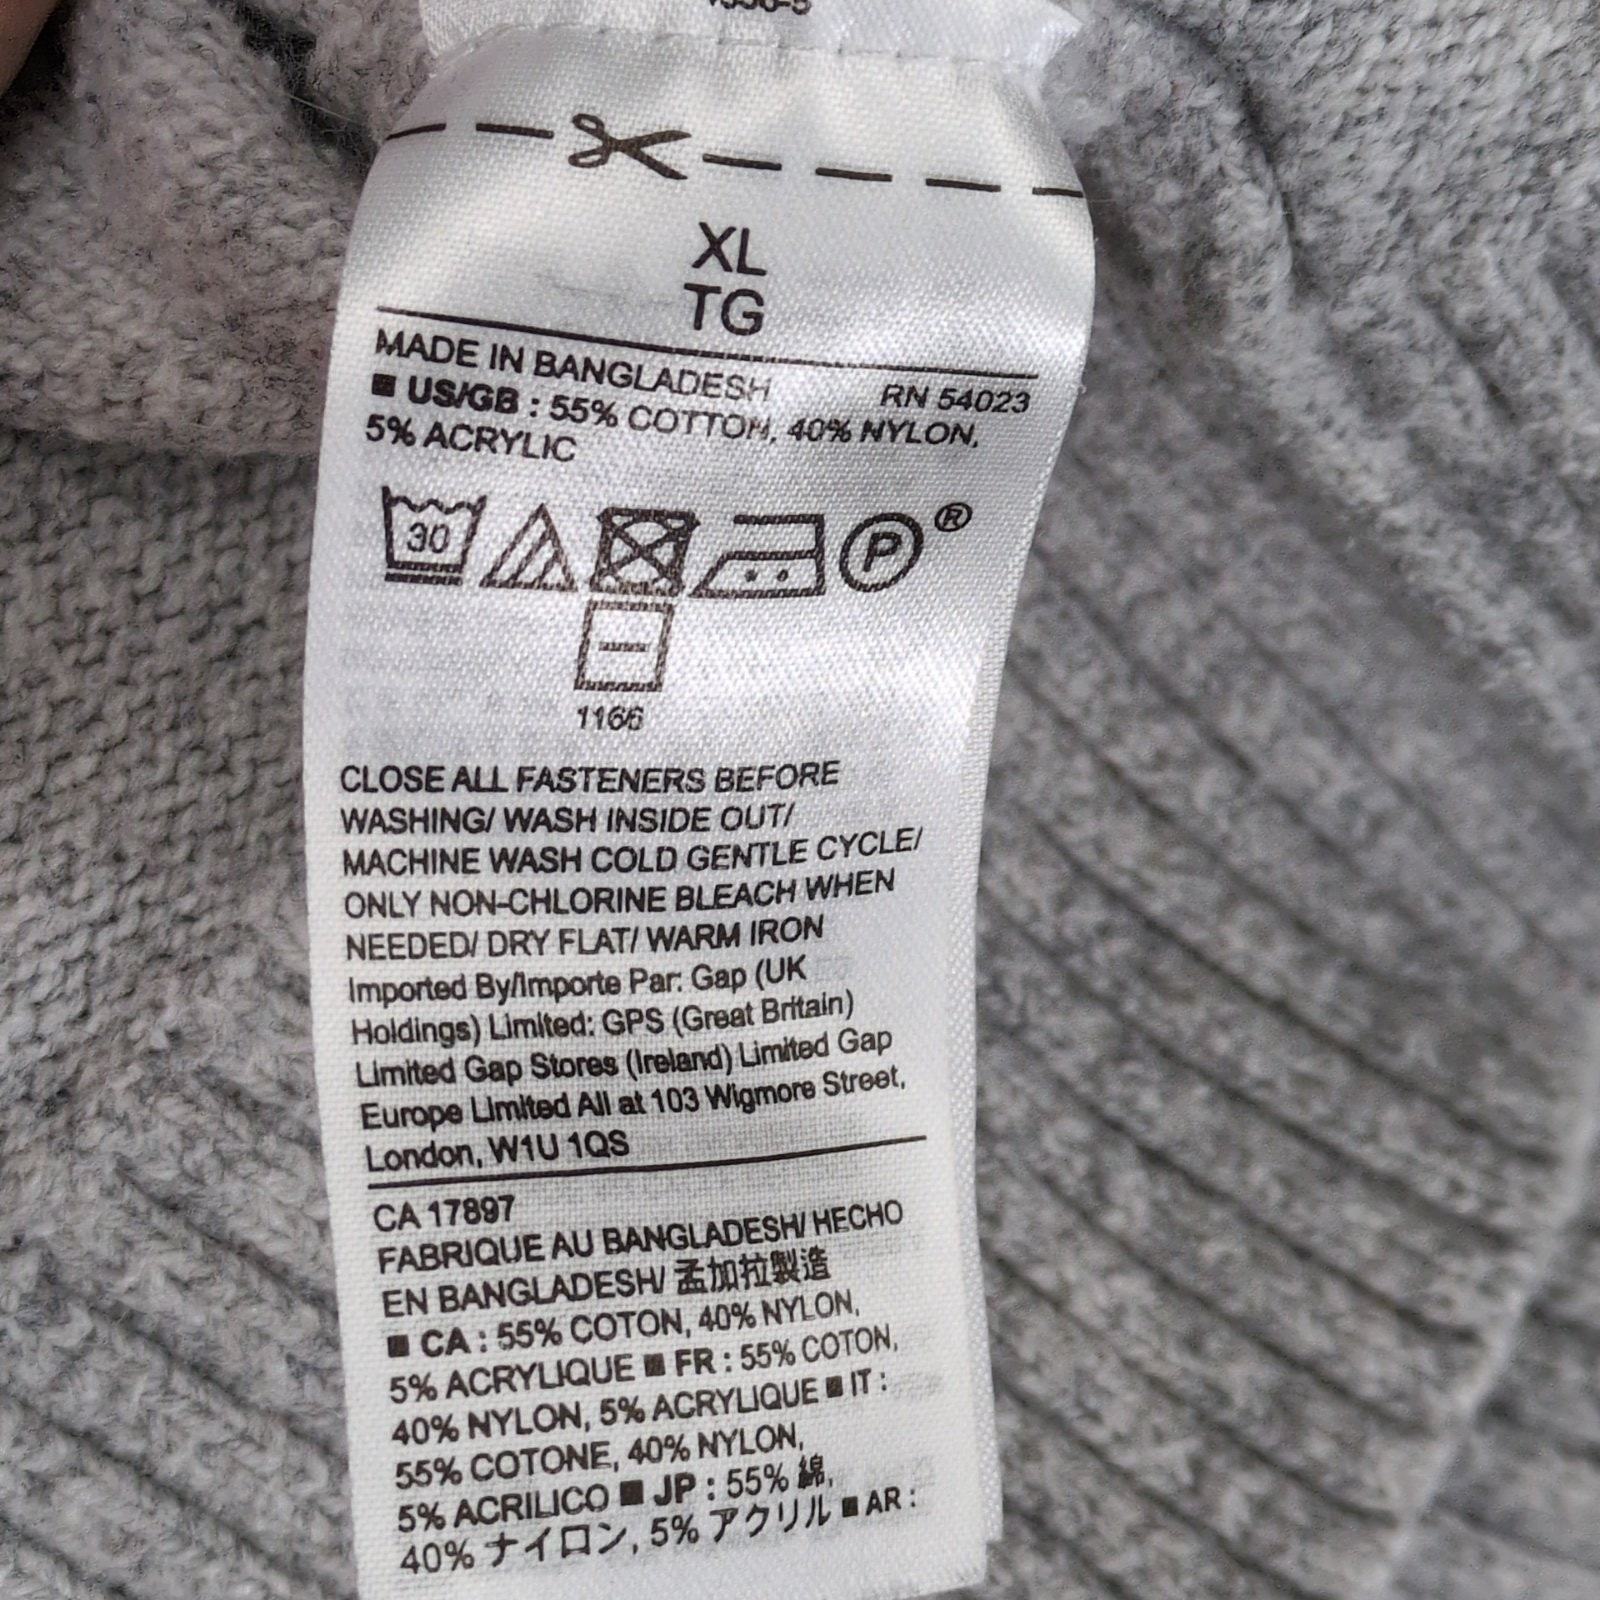 XL
TG
MADE IN BANGLADESH RN 54023
■ US/GB : 55% COTTON, 40% NYLON,
5% ACRYLIC
30
P ®
1166
CLOSE ALL FASTENERS BEFORE
WASHING/ WASH INSIDE OUT/
MACHINE WASH COLD GENTLE CYCLE/
ONLY NON-CHLORINE BLEACH WHEN
NEEDED/ DRY FLAT/ WARM IRON
Imported By/Importe Par: Gap (UK
Holdings) Limited: GPS (Great Britain)
Limited Gap Stores (Ireland) Limited Gap
Europe Limited All at 103 Wigmore Street,
London, W1U 1QS
CA 17897
FABRIQUE AU BANGLADESH/ HECHO
EN BANGLADESH/ 孟加拉製造
■ CA : 55% COTON, 40% NYLON,
5% ACRYLIQUE ■ FR : 55% COTON,
40% NYLON, 5% ACRYLIQUE ■ IT :
55% COTONE, 40% NYLON,
5% ACRILICO ■ JP : 55% 綿,
40% ナイロン, 5% アクリル ■ AR :